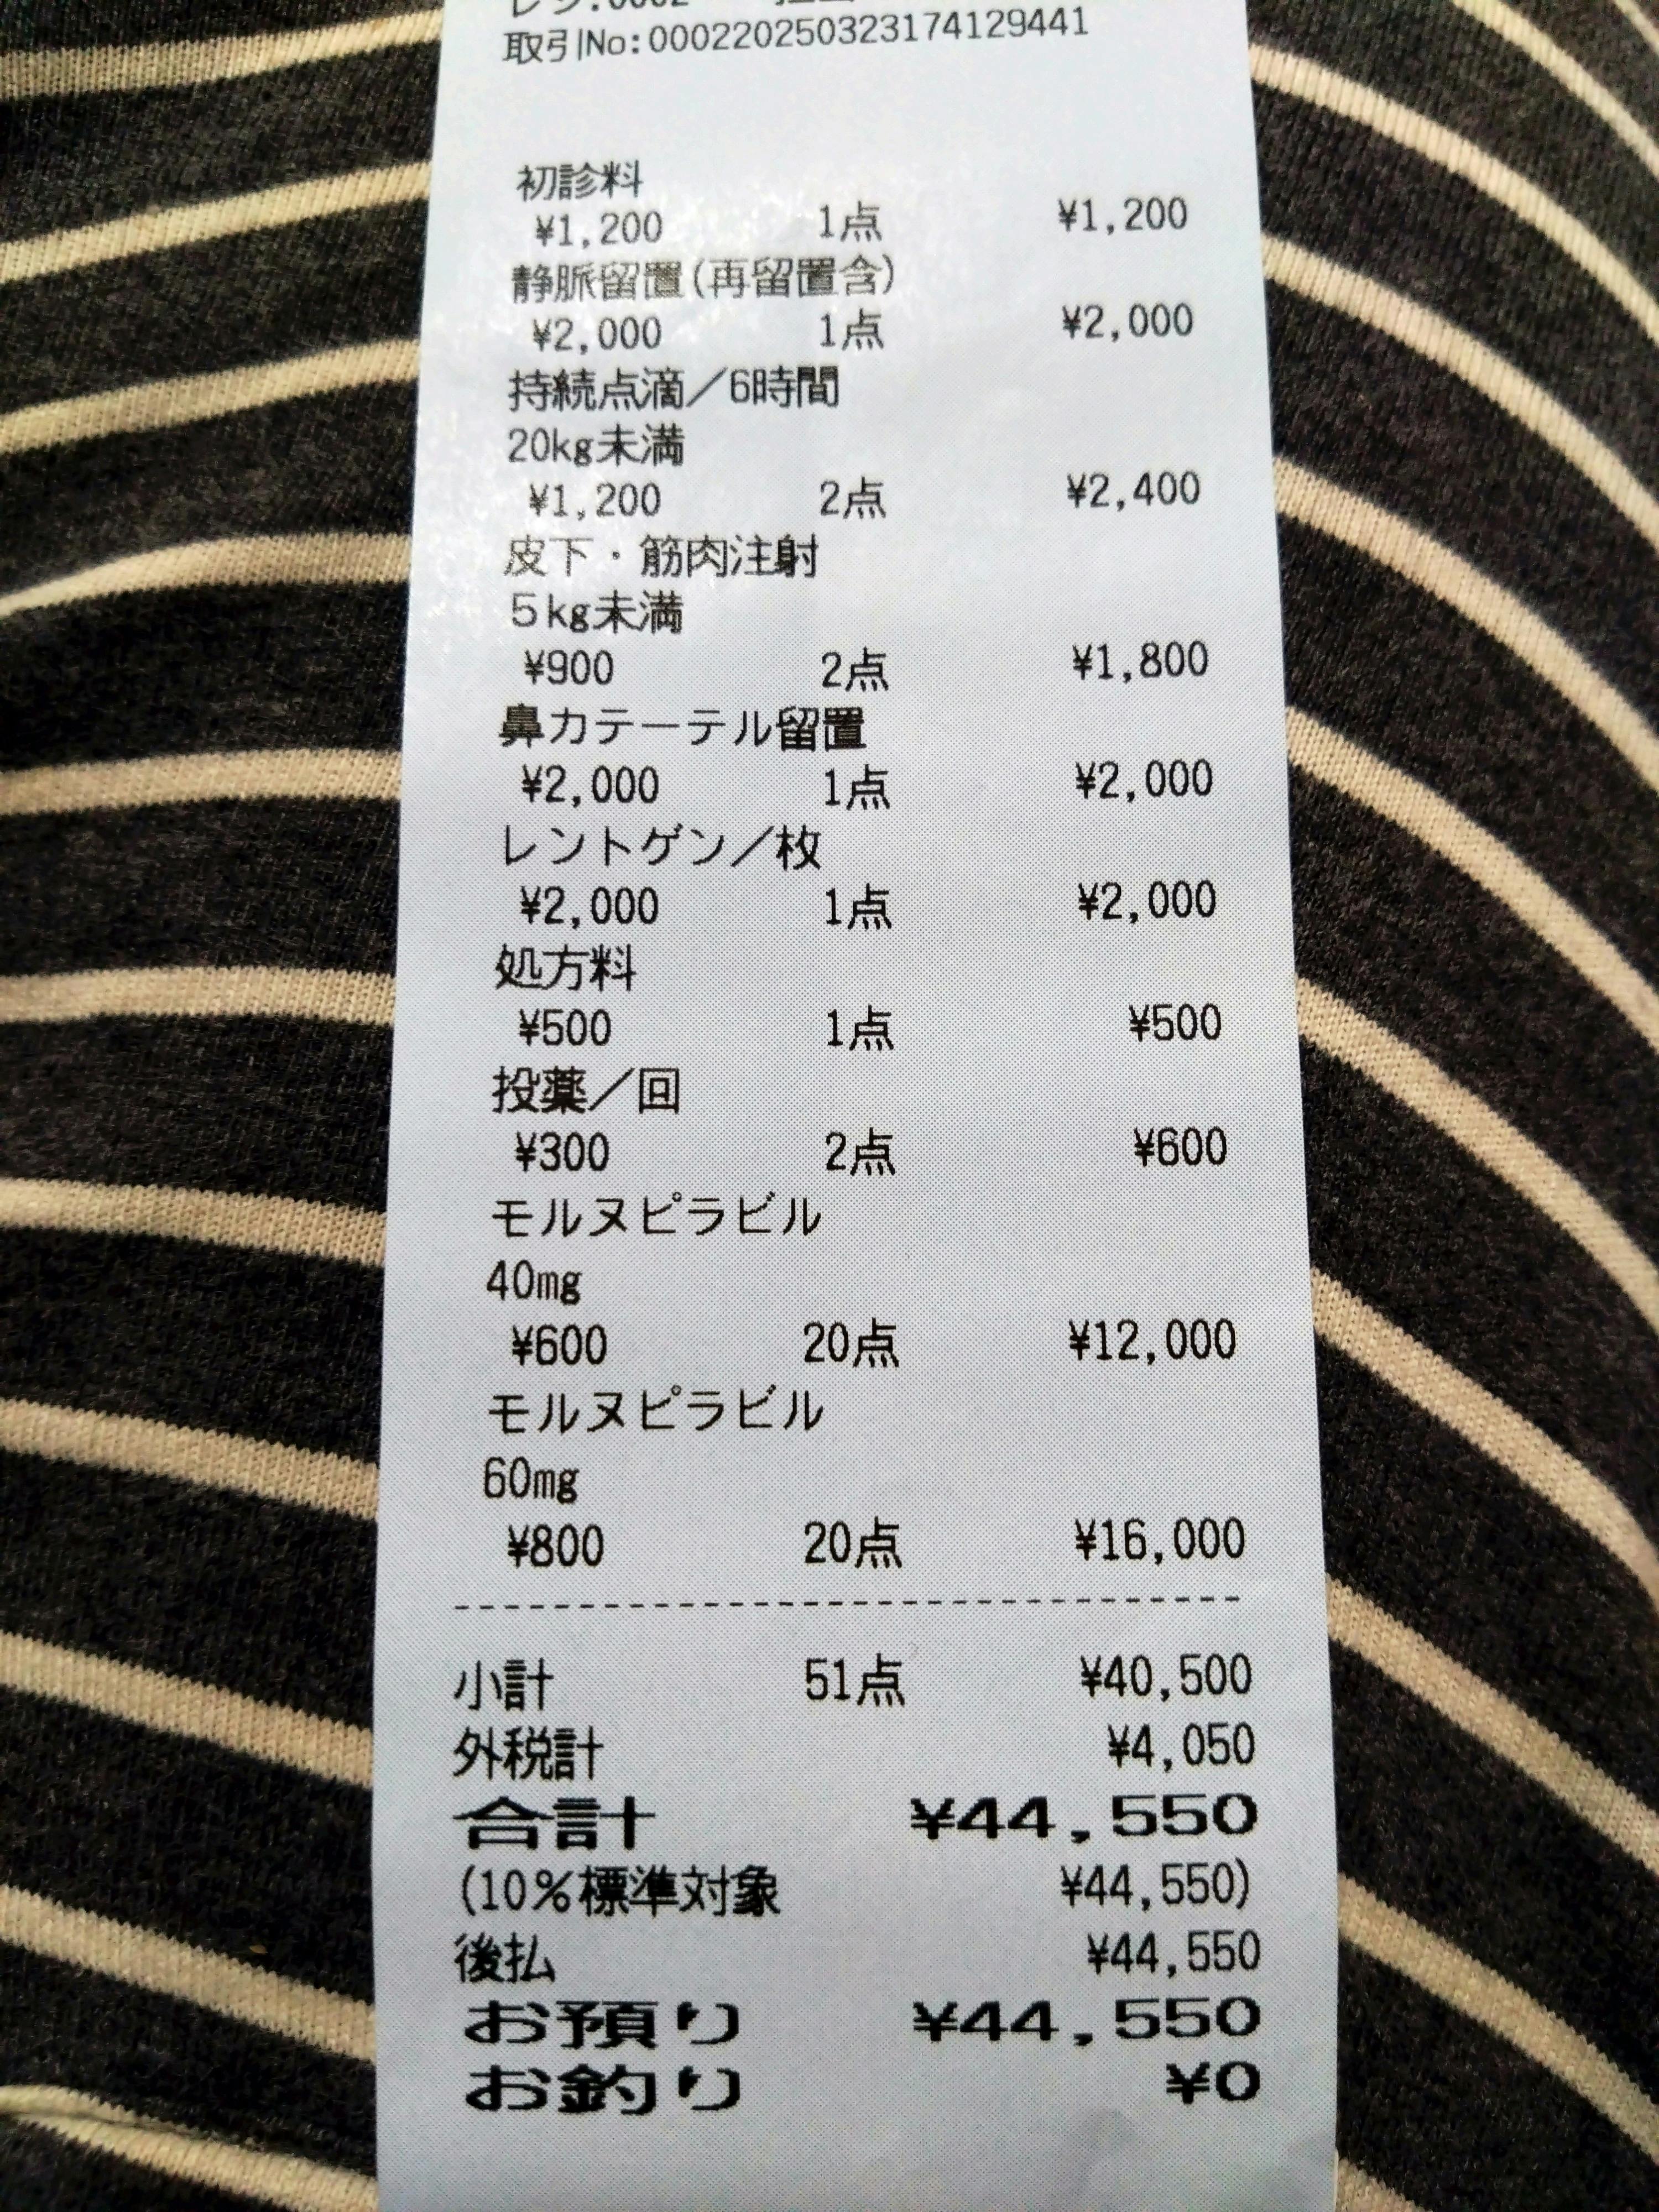 取引No:000220250323174129441
初診料
¥1,200 1点 ¥1,200
静脈留置(再留置含)
¥2,000 1点 ¥2,000
持続点滴／6時間
20kg未満
¥1,200 2点 ¥2,400
皮下・筋肉注射
５kg未満
¥900 2点 ¥1,800
鼻カテーテル留置
¥2,000 1点 ¥2,000
レントゲン／枚
¥2,000 1点 ¥2,000
処方料
¥500 1点 ¥500
投薬／回
¥300 2点 ¥600
モルヌピラビル
40mg
¥600 20点 ¥12,000
モルヌピラビル
60mg
¥800 20点 ¥16,000
小計 51点 ¥40,500
外税計 ¥4,050
合計 ¥44,550
(10%標準対象 ¥44,550)
後払 ¥44,550
お預り ¥44,550
お釣り ¥0